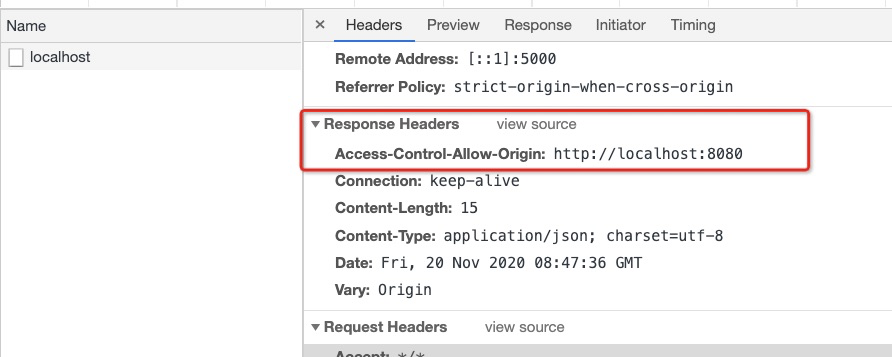 Name
× Headers Preview Response Initiator Timing
localhost
Remote Address: [::1]:5000
Referrer Policy: strict-origin-when-cross-origin
Response Headers view source
Access-Control-Allow-Origin: http://localhost:8080
Connection: keep-alive
Content-Length: 15
Content-Type: application/json; charset=utf-8
Date: Fri, 20 Nov 2020 08:47:36 GMT
Vary: Origin
Request Headers view source
Accept: */*